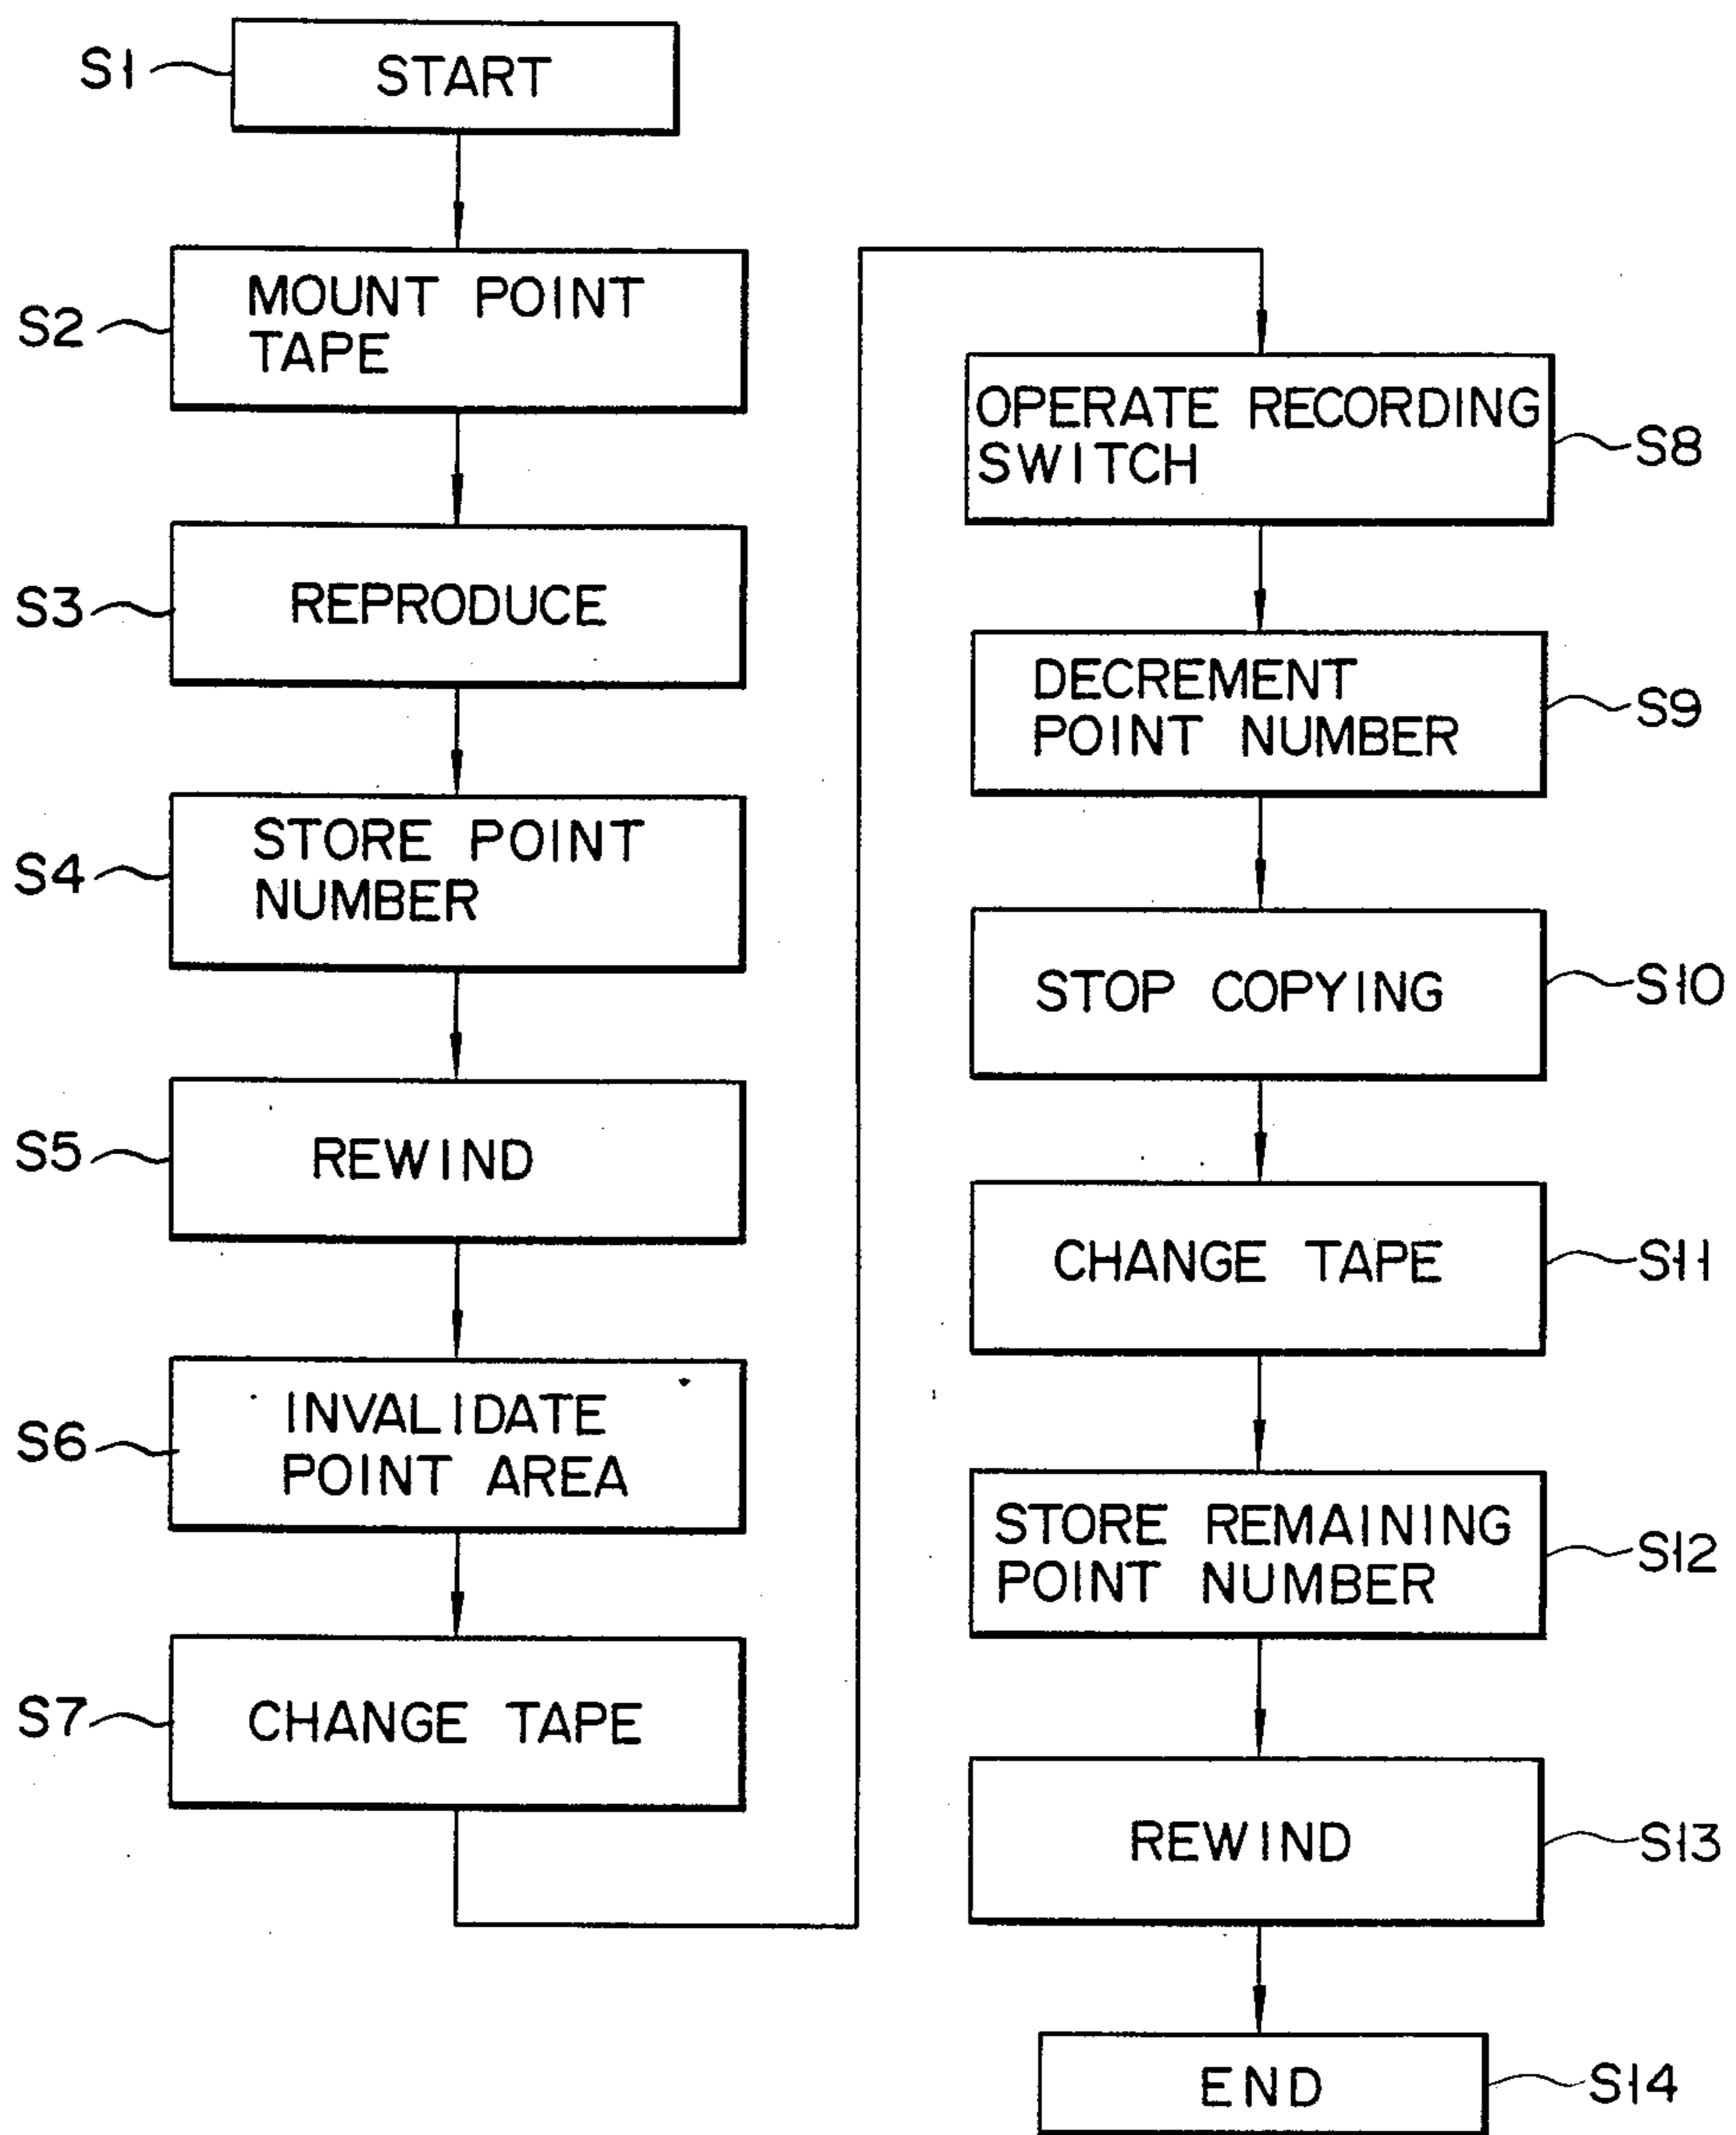 S1
START
S2
MOUNT POINT
TAPE
S3
REPRODUCE
S4
STORE POINT
NUMBER
S5
REWIND
S6
INVALIDATE
POINT AREA
S7
CHANGE TAPE
OPERATE RECORDING
SWITCH
S8
DECREMENT
POINT NUMBER
S9
STOP COPYING
S10
CHANGE TAPE
S11
STORE REMAINING
POINT NUMBER
S12
REWIND
S13
END
S14